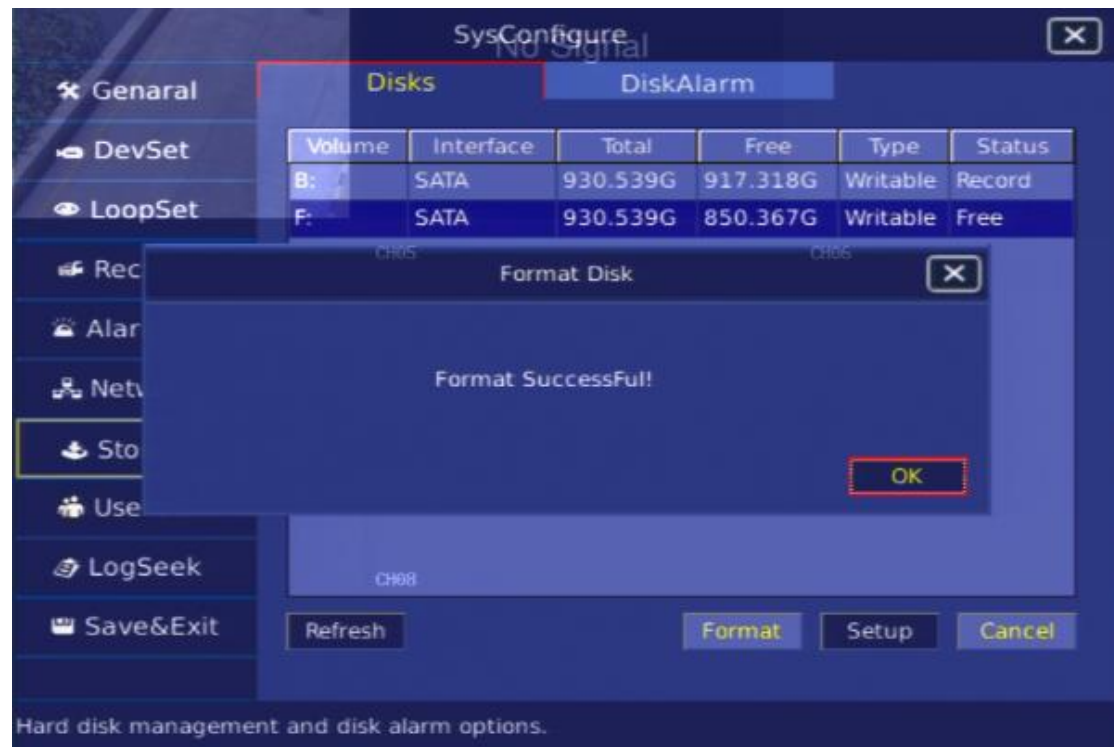 SysConfigure
No Signal
Genaral
Disks
DiskAlarm
DevSet
Volume Interface Total Free Type Status
B: SATA 930.539G 917.318G Writable Record
LoopSet
F: SATA 930.539G 850.367G Writable Free
CH05 CH06
Rec
Format Disk
Alar
Format SuccessFul!
Netw
Sto
OK
Use
LogSeek
CH08
Save&Exit
Refresh Format Setup Cancel
Hard disk management and disk alarm options.